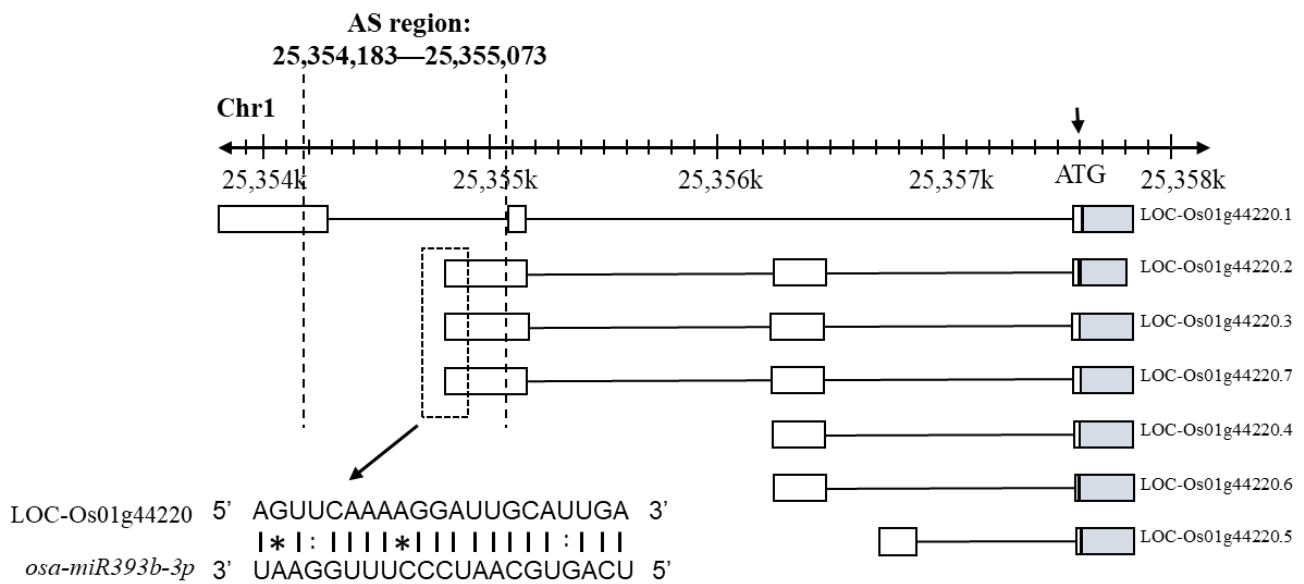 AS region:
25,354,183—25,355,073
Chr1
25,354k 25,355k 25,356k 25,357k ATG 25,358k
LOC-Os01g44220.1
LOC-Os01g44220.2
LOC-Os01g44220.3
LOC-Os01g44220.7
LOC-Os01g44220.4
LOC-Os01g44220.6
LOC-Os01g44220.5
LOC-Os01g44220 5’ AGUUCAAAAGGAUUGCAUUGA 3’
|*|:||||*|||||||||:|||
osa-miR393b-3p 3’ UAAGGUUUCCCUAACGUGACU 5’